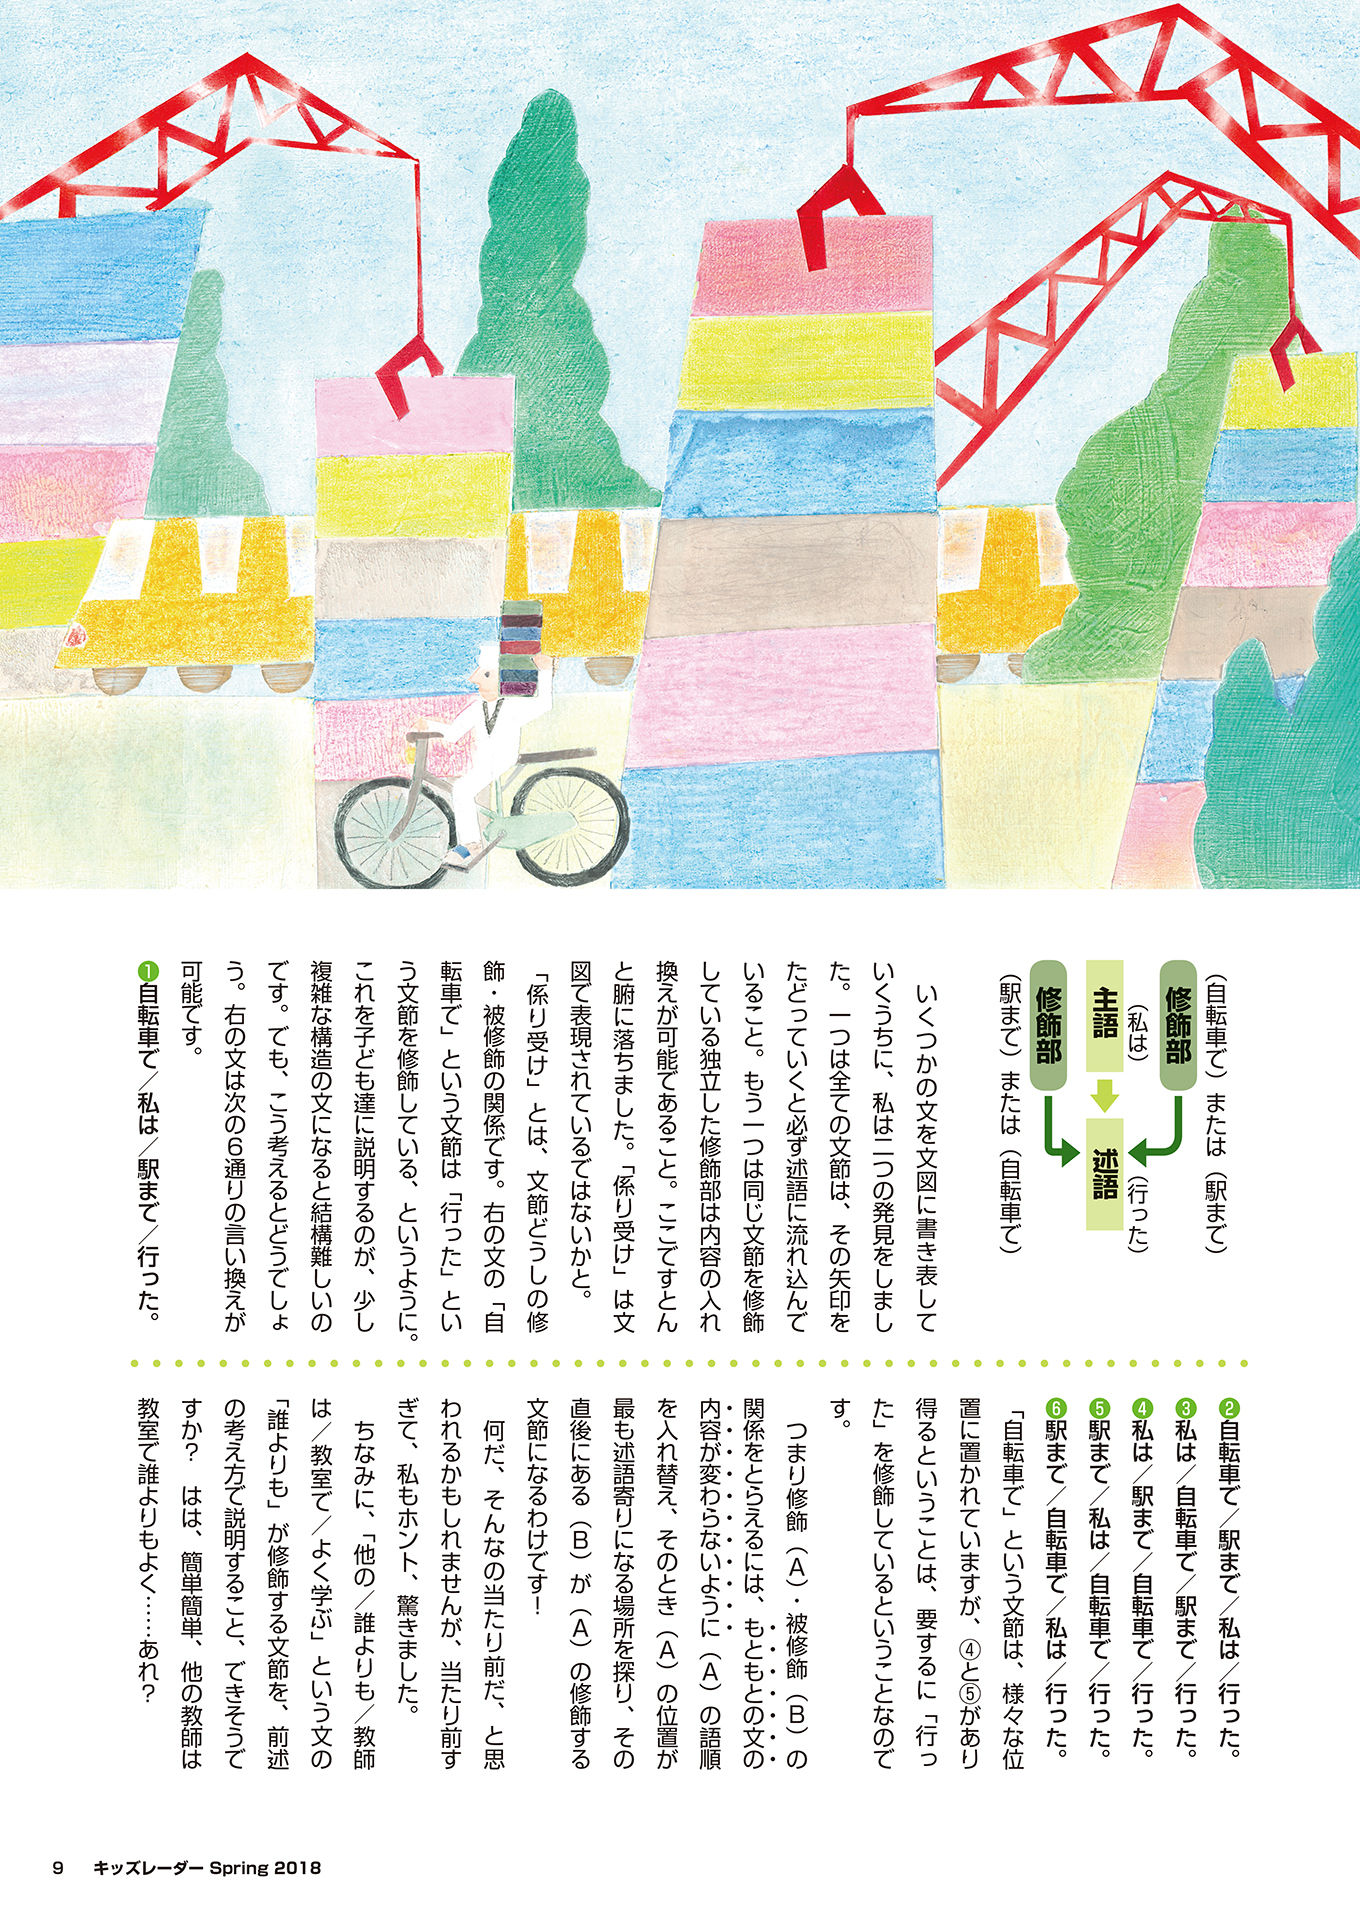 （自転車で）または（駅まで）
修飾部
（私は）
主語
述語
（行った）
修飾部
（駅まで）または（自転車で）
いくつかの文を文図に書き表して
いくうちに、私は二つの発見をしまし
た。一つは全ての文節は、その矢印を
たどっていくと必ず述語に流れ込んで
いること。もう一つは同じ文節を修飾
している独立した修飾部は内容の入れ
換えが可能であること。ここですとん
と腑に落ちました。「係り受け」は文
図で表現されているではないかと。
「係り受け」とは、文節どうしの修
飾・被修飾の関係です。右の文の「自
転車で」という文節は「行った」とい
う文節を修飾している、というように。
これを子ども達に説明するのが、少し
複雑な構造の文になると結構難しいの
です。でも、こう考えるとどうでしょ
う。右の文は次の６通りの言い換えが
可能です。
❶自転車で／私は／駅まで／行った。
❷自転車で／駅まで／私は／行った。
❸私は／自転車で／駅まで／行った。
❹私は／駅まで／自転車で／行った。
❺駅まで／私は／自転車で／行った。
❻駅まで／自転車で／私は／行った。
「自転車で」という文節は、様々な位
置に置かれていますが、④と⑤があり
得るということは、要するに「行っ
た」を修飾しているということなので
す。
つまり修飾（Ａ）・被修飾（Ｂ）の
関係をとらえるには、もともとの文の
内容が変わらないように（Ａ）の語順
を入れ替え、そのとき（Ａ）の位置が
最も述語寄りになる場所を探り、その
直後にある（Ｂ）が（Ａ）の修飾する
文節になるわけです！
何だ、そんなの当たり前だ、と思
われるかもしれませんが、当たり前す
ぎて、私もホント、驚きました。
ちなみに、「他の／誰よりも／教師
は／教室で／よく学ぶ」という文の
「誰よりも」が修飾する文節を、前述
の考え方で説明すること、できそうで
すか？　はは、簡単簡単、他の教師は
教室で誰よりもよく……あれ？
9 キッズレーダー Spring 2018